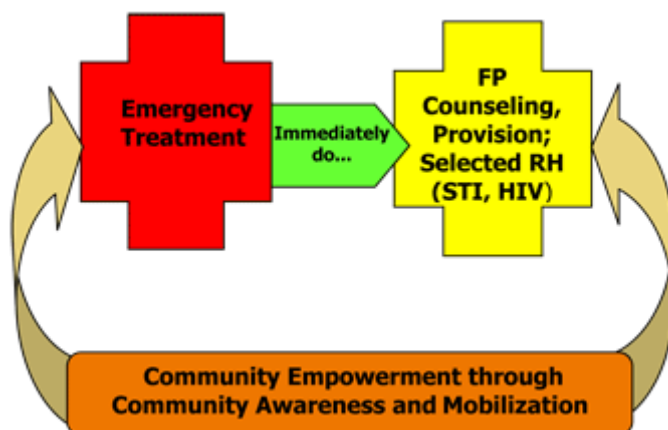 Emergency
Treatment
Immediately
do...
FP
Counseling,
Provision;
Selected RH
(STI, HIV)
Community Empowerment through
Community Awareness and Mobilization